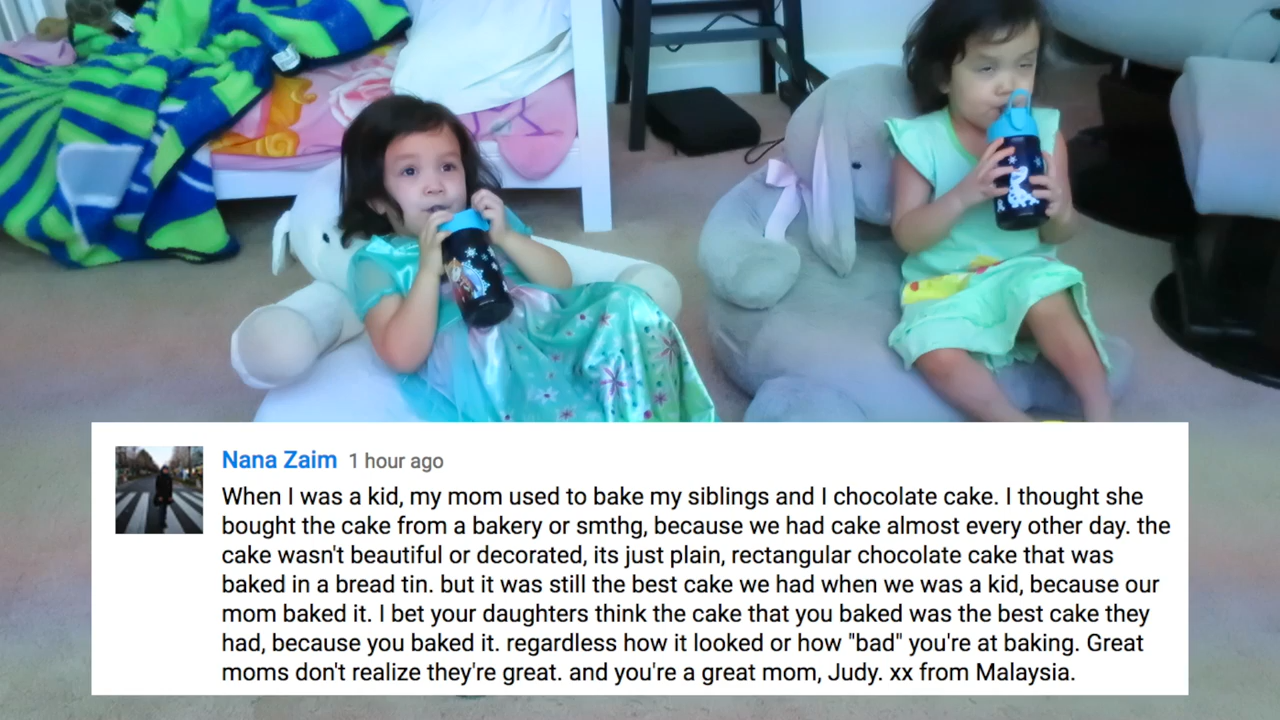 Nana Zaim 1 hour ago
When I was a kid, my mom used to bake my siblings and I chocolate cake. I thought she
bought the cake from a bakery or smthg, because we had cake almost every other day. the
cake wasn't beautiful or decorated, its just plain, rectangular chocolate cake that was
baked in a bread tin. but it was still the best cake we had when we was a kid, because our
mom baked it. I bet your daughters think the cake that you baked was the best cake they
had, because you baked it. regardless how it looked or how "bad" you're at baking. Great
moms don't realize they're great. and you're a great mom, Judy. xx from Malaysia.